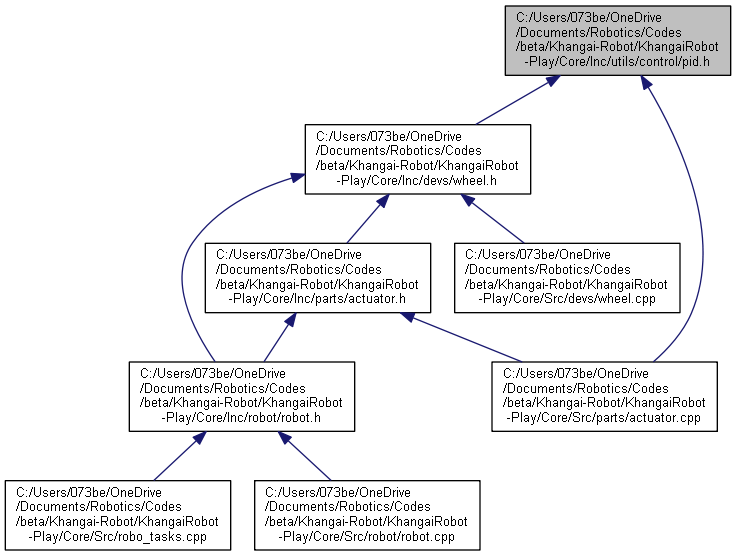 C:/Users/073be/OneDrive
/Documents/Robotics/Codes
/beta/Khangai-Robot/KhangaiRobot
-Play/Core/Inc/utils/control/pid.h
C:/Users/073be/OneDrive
/Documents/Robotics/Codes
/beta/Khangai-Robot/KhangaiRobot
-Play/Core/Inc/devs/wheel.h
C:/Users/073be/OneDrive
/Documents/Robotics/Codes
/beta/Khangai-Robot/KhangaiRobot
-Play/Core/Inc/parts/actuator.h
C:/Users/073be/OneDrive
/Documents/Robotics/Codes
/beta/Khangai-Robot/KhangaiRobot
-Play/Core/Src/devs/wheel.cpp
C:/Users/073be/OneDrive
/Documents/Robotics/Codes
/beta/Khangai-Robot/KhangaiRobot
-Play/Core/Inc/robot/robot.h
C:/Users/073be/OneDrive
/Documents/Robotics/Codes
/beta/Khangai-Robot/KhangaiRobot
-Play/Core/Src/parts/actuator.cpp
C:/Users/073be/OneDrive
/Documents/Robotics/Codes
/beta/Khangai-Robot/KhangaiRobot
-Play/Core/Src/robo_tasks.cpp
C:/Users/073be/OneDrive
/Documents/Robotics/Codes
/beta/Khangai-Robot/KhangaiRobot
-Play/Core/Src/robot/robot.cpp